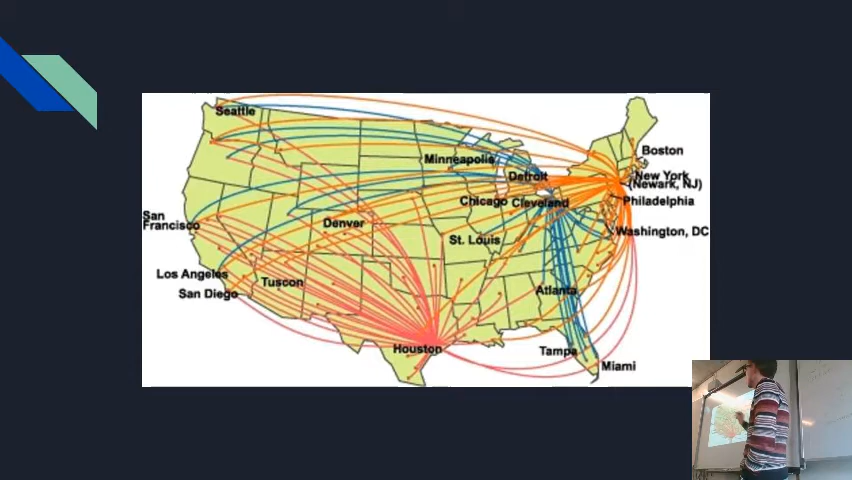 Seattle
Boston
Minneapolis
Detroit
New York
(Newark, NJ)
Chicago
Cleveland
Philadelphia
San
Francisco
Denver
Washington, DC
St. Louis
Los Angeles
Tuscon
San Diego
Atlanta
Houston
Tampa
Miami